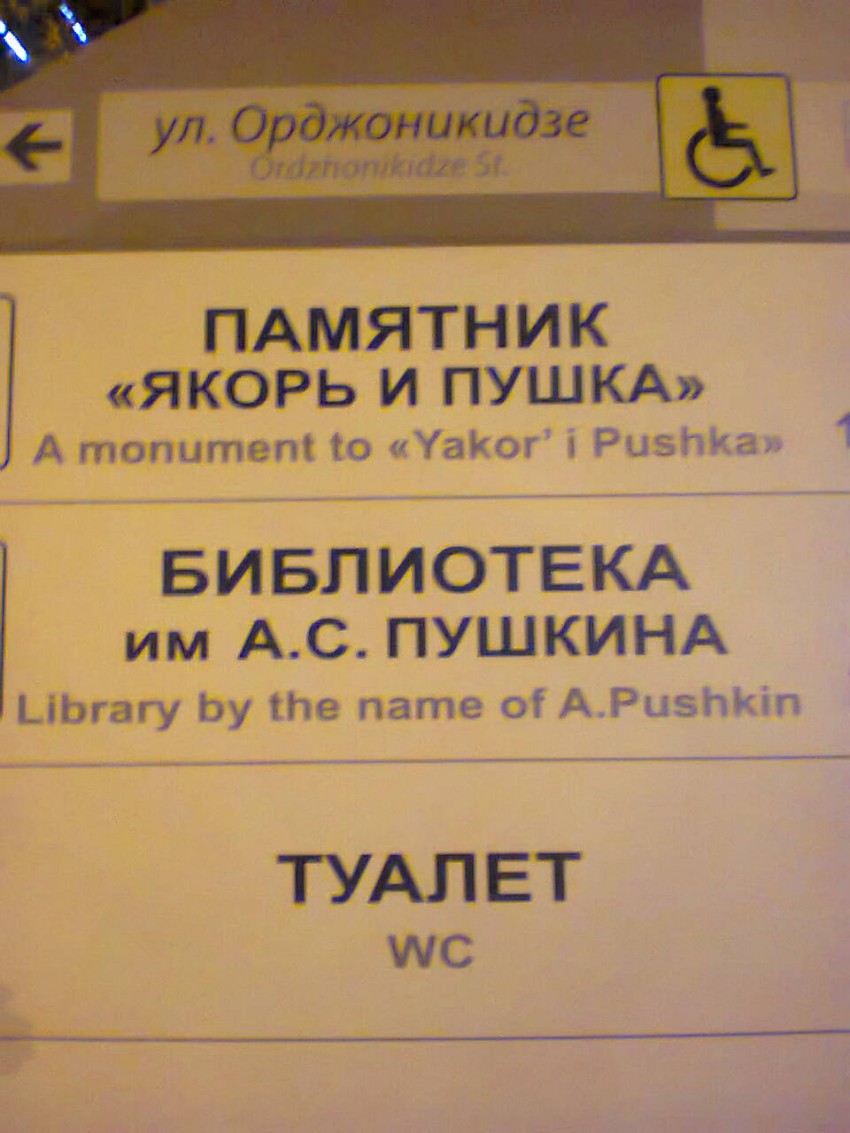 ул. Орджоникидзе
Ordzhonikidze St.
ПАМЯТНИК
«ЯКОРЬ И ПУШКА»
A monument to «Yakor’ i Pushka»
БИБЛИОТЕКА
им А.С. ПУШКИНА
Library by the name of A.Pushkin
ТУАЛЕТ
WC